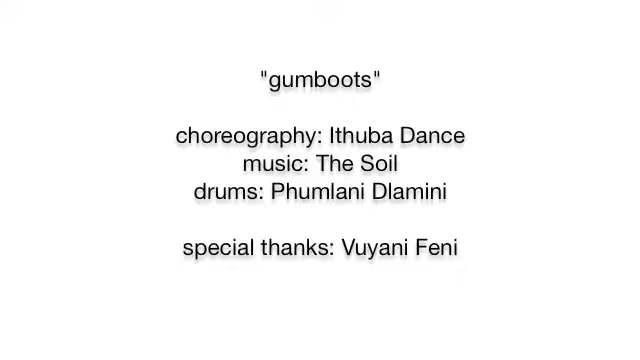 "gumboots"
choreography: Ithuba Dance
music: The Soil
drums: Phumlani Dlamini
special thanks: Vuyani Feni